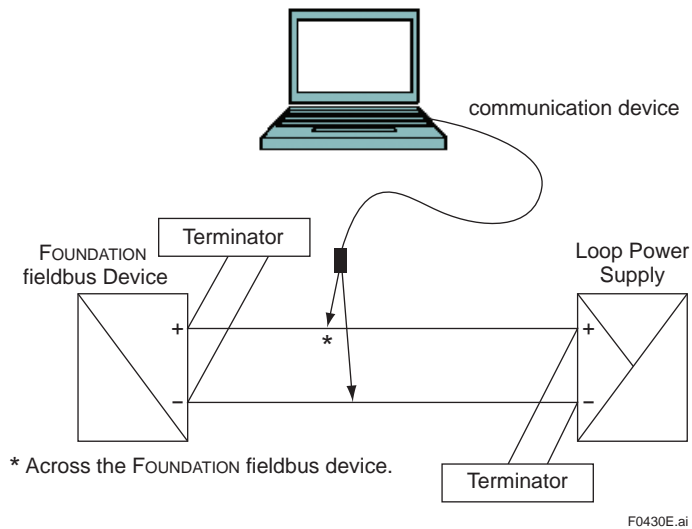 communication device
Terminator
FOUNDATION
fieldbus Device
Loop Power
Supply
+
+
*
−
−
* Across the FOUNDATION fieldbus device.
Terminator
F0430E.ai